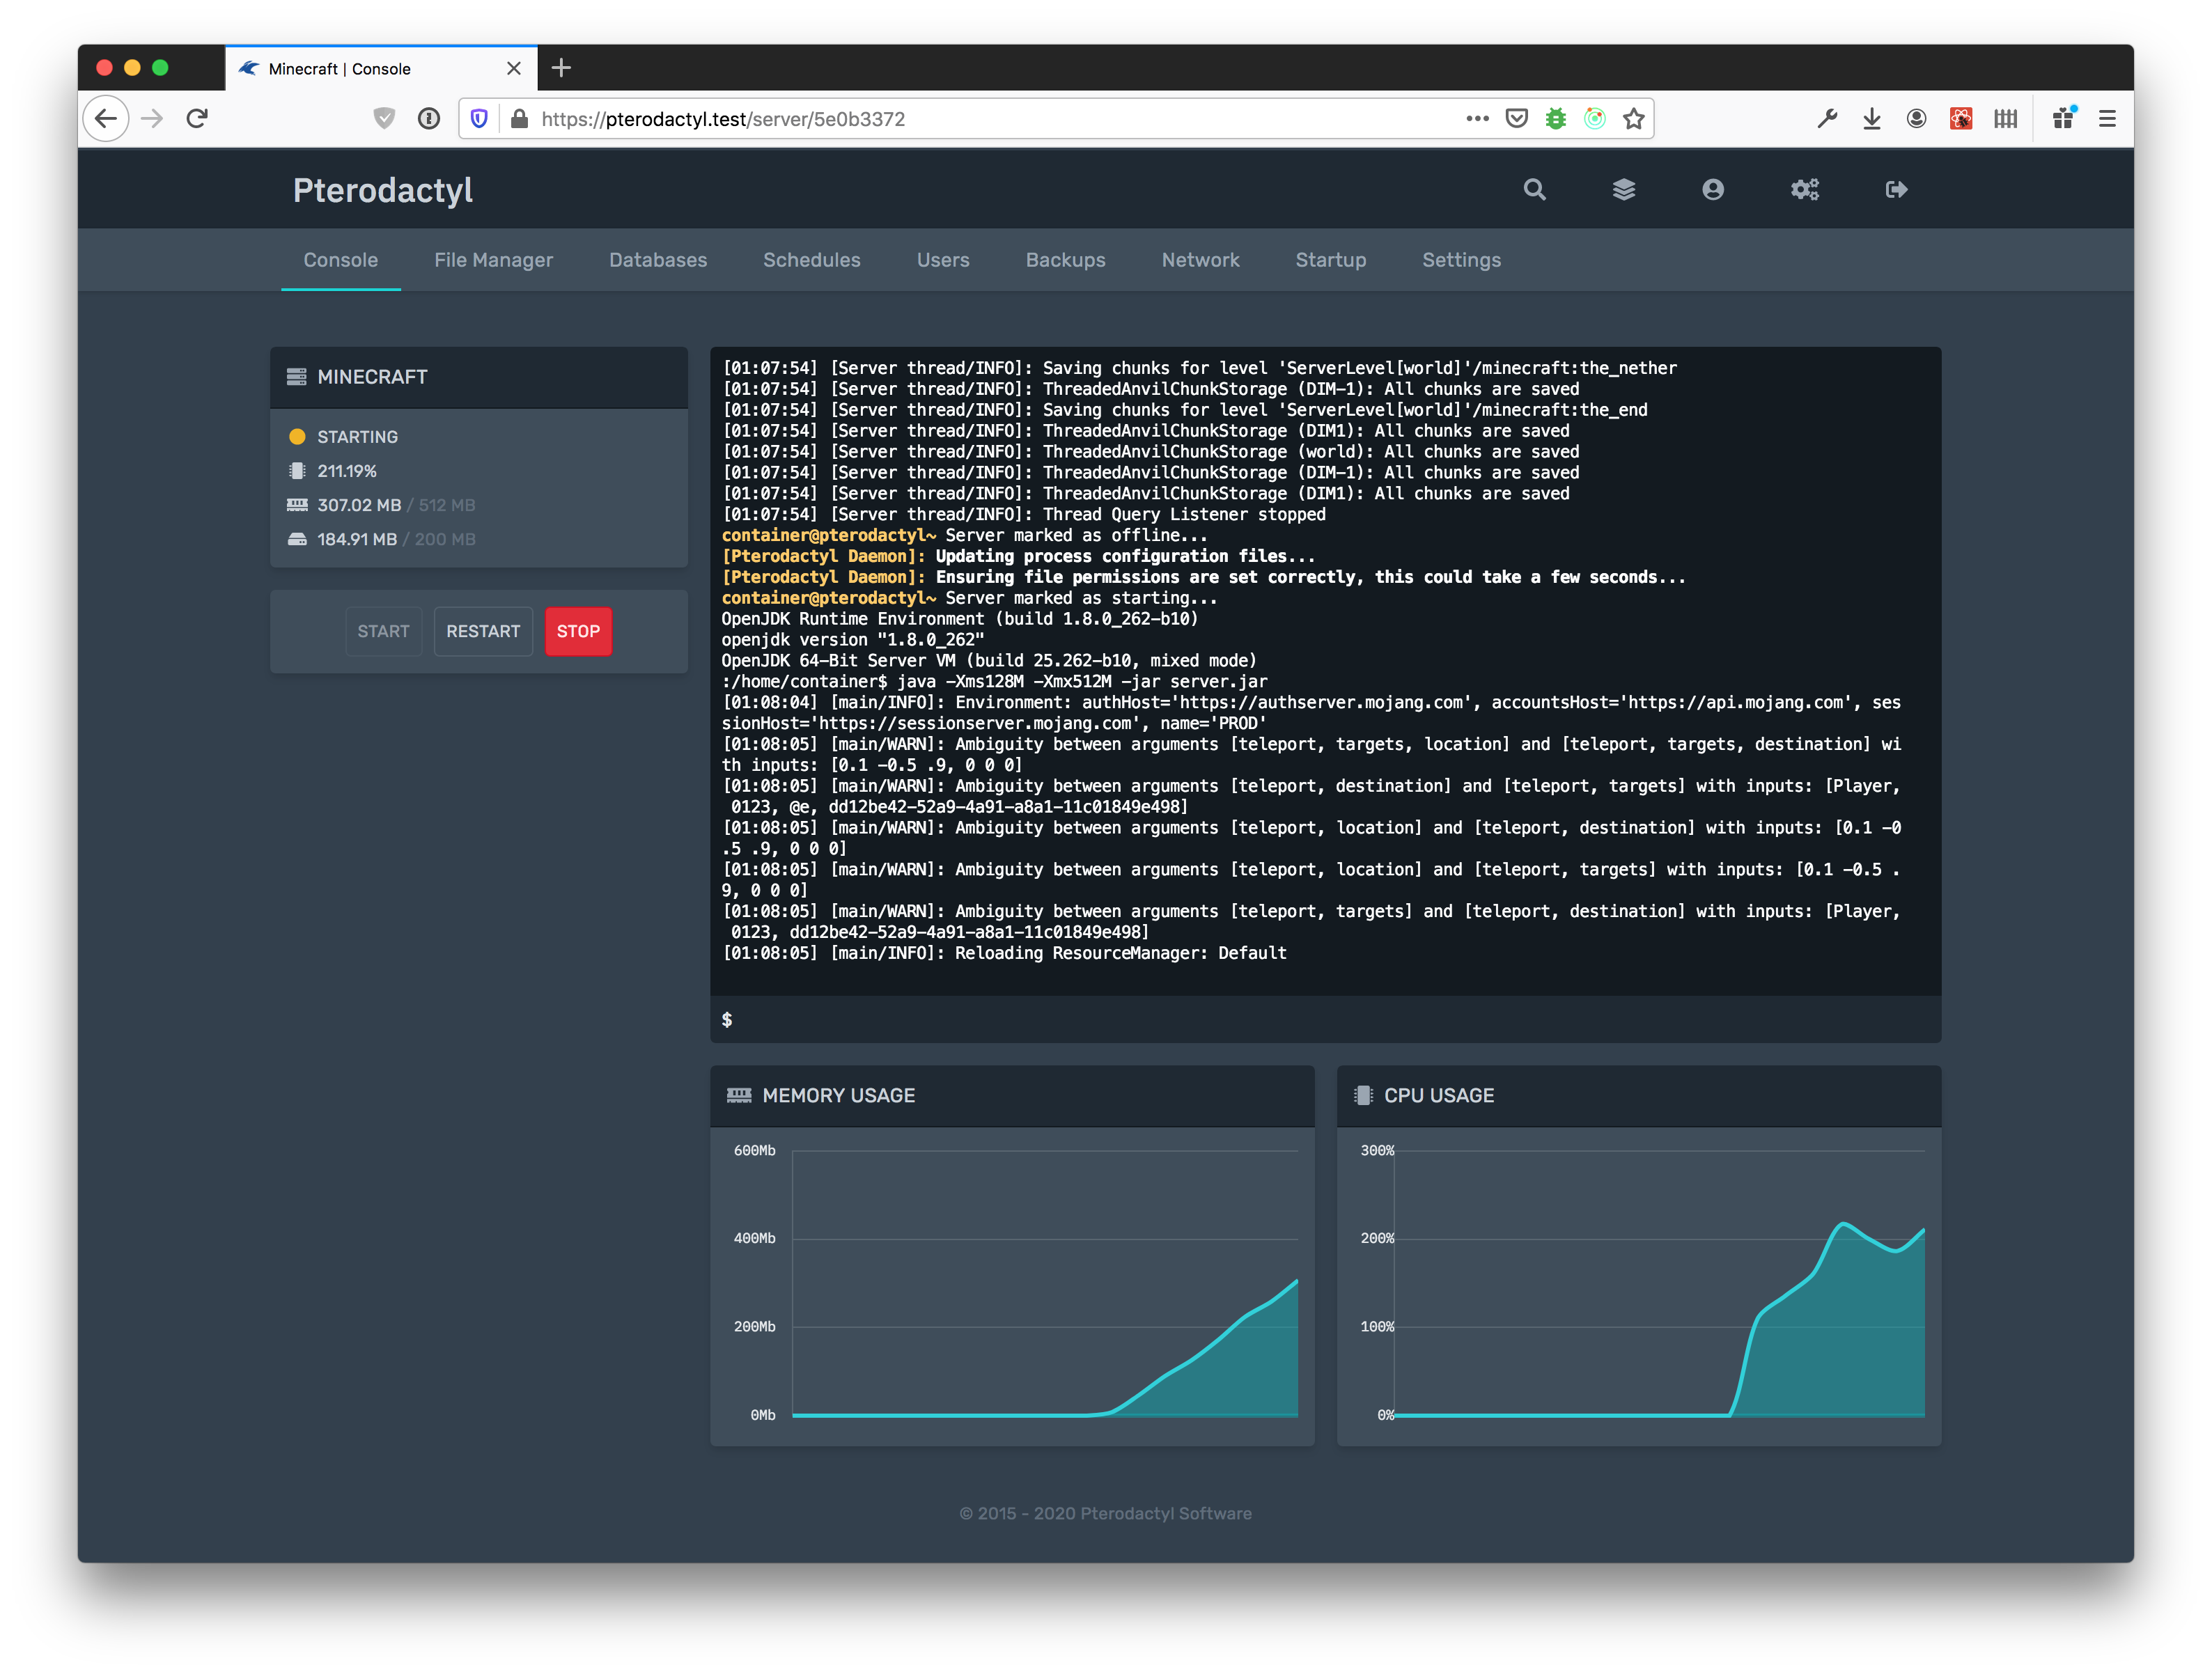 Minecraft | Console
https://pterodactyl.test/server/5e0b3372
Pterodactyl
Console File Manager Databases Schedules Users Backups Network Startup Settings
MINECRAFT
STARTING
211.19%
307.02 MB / 512 MB
184.91 MB / 200 MB
START RESTART STOP
[01:07:54] [Server thread/INFO]: Saving chunks for level 'ServerLevel[world]'/minecraft:the_nether
[01:07:54] [Server thread/INFO]: ThreadedAnvilChunkStorage (DIM-1): All chunks are saved
[01:07:54] [Server thread/INFO]: Saving chunks for level 'ServerLevel[world]'/minecraft:the_end
[01:07:54] [Server thread/INFO]: ThreadedAnvilChunkStorage (DIM1): All chunks are saved
[01:07:54] [Server thread/INFO]: ThreadedAnvilChunkStorage (world): All chunks are saved
[01:07:54] [Server thread/INFO]: ThreadedAnvilChunkStorage (DIM-1): All chunks are saved
[01:07:54] [Server thread/INFO]: ThreadedAnvilChunkStorage (DIM1): All chunks are saved
[01:07:54] [Server thread/INFO]: Thread Query Listener stopped
container@pterodactyl~ Server marked as offline...
[Pterodactyl Daemon]: Updating process configuration files...
[Pterodactyl Daemon]: Ensuring file permissions are set correctly, this could take a few seconds...
container@pterodactyl~ Server marked as starting...
OpenJDK Runtime Environment (build 1.8.0_262-b10)
openjdk version "1.8.0_262"
OpenJDK 64-Bit Server VM (build 25.262-b10, mixed mode)
:/home/container$ java -Xms128M -Xmx512M -jar server.jar
[01:08:04] [main/INFO]: Environment: authHost='https://authserver.mojang.com', accountsHost='https://api.mojang.com', ses
sionHost='https://sessionserver.mojang.com', name='PROD'
[01:08:05] [main/WARN]: Ambiguity between arguments [teleport, targets, location] and [teleport, targets, destination] wi
th inputs: [0.1 -0.5 .9, 0 0 0]
[01:08:05] [main/WARN]: Ambiguity between arguments [teleport, destination] and [teleport, targets] with inputs: [Player,
0123, @e, dd12be42-52a9-4a91-a8a1-11c01849e498]
[01:08:05] [main/WARN]: Ambiguity between arguments [teleport, location] and [teleport, destination] with inputs: [0.1 -0
.5 .9, 0 0 0]
[01:08:05] [main/WARN]: Ambiguity between arguments [teleport, location] and [teleport, targets] with inputs: [0.1 -0.5 .
9, 0 0 0]
[01:08:05] [main/WARN]: Ambiguity between arguments [teleport, targets] and [teleport, destination] with inputs: [Player,
0123, dd12be42-52a9-4a91-a8a1-11c01849e498]
[01:08:05] [main/INFO]: Reloading ResourceManager: Default
$
MEMORY USAGE
600Mb
400Mb
200Mb
0Mb
CPU USAGE
300%
200%
100%
0%
© 2015 - 2020 Pterodactyl Software